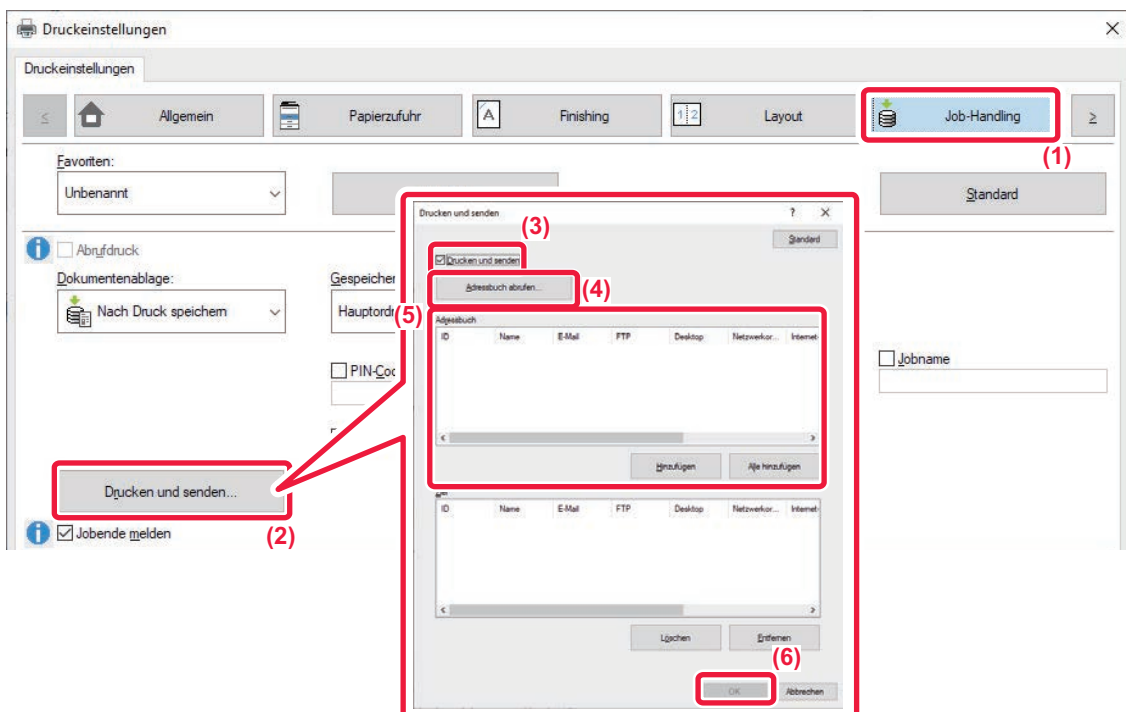 Druckeinstellungen
Druckeinstellungen
Allgemein
Papierzufuhr
Finishing
Layout
Job-Handling
(1)
Favoriten:
Unbenannt
Standard
Abrufdruck
Dokumentenablage:
Nach Druck speichern
Gespeicher
Hauptordr
PIN-Coc
Jobname
Drucken und senden...
(2)
Jobende melden
Drucken und senden
?
Standard
(3)
Drucken und senden
Adressbuch abrufen...
(4)
(5)
Adressbuch
ID Name E-Mail FTP Desktop Netzwerkor... Internet-
Hinzufügen
Alle hinzufügen
ID Name E-Mail FTP Desktop Netzwerkor... Internet-
Löschen
Entfernen
(6)
OK
Abbrechen